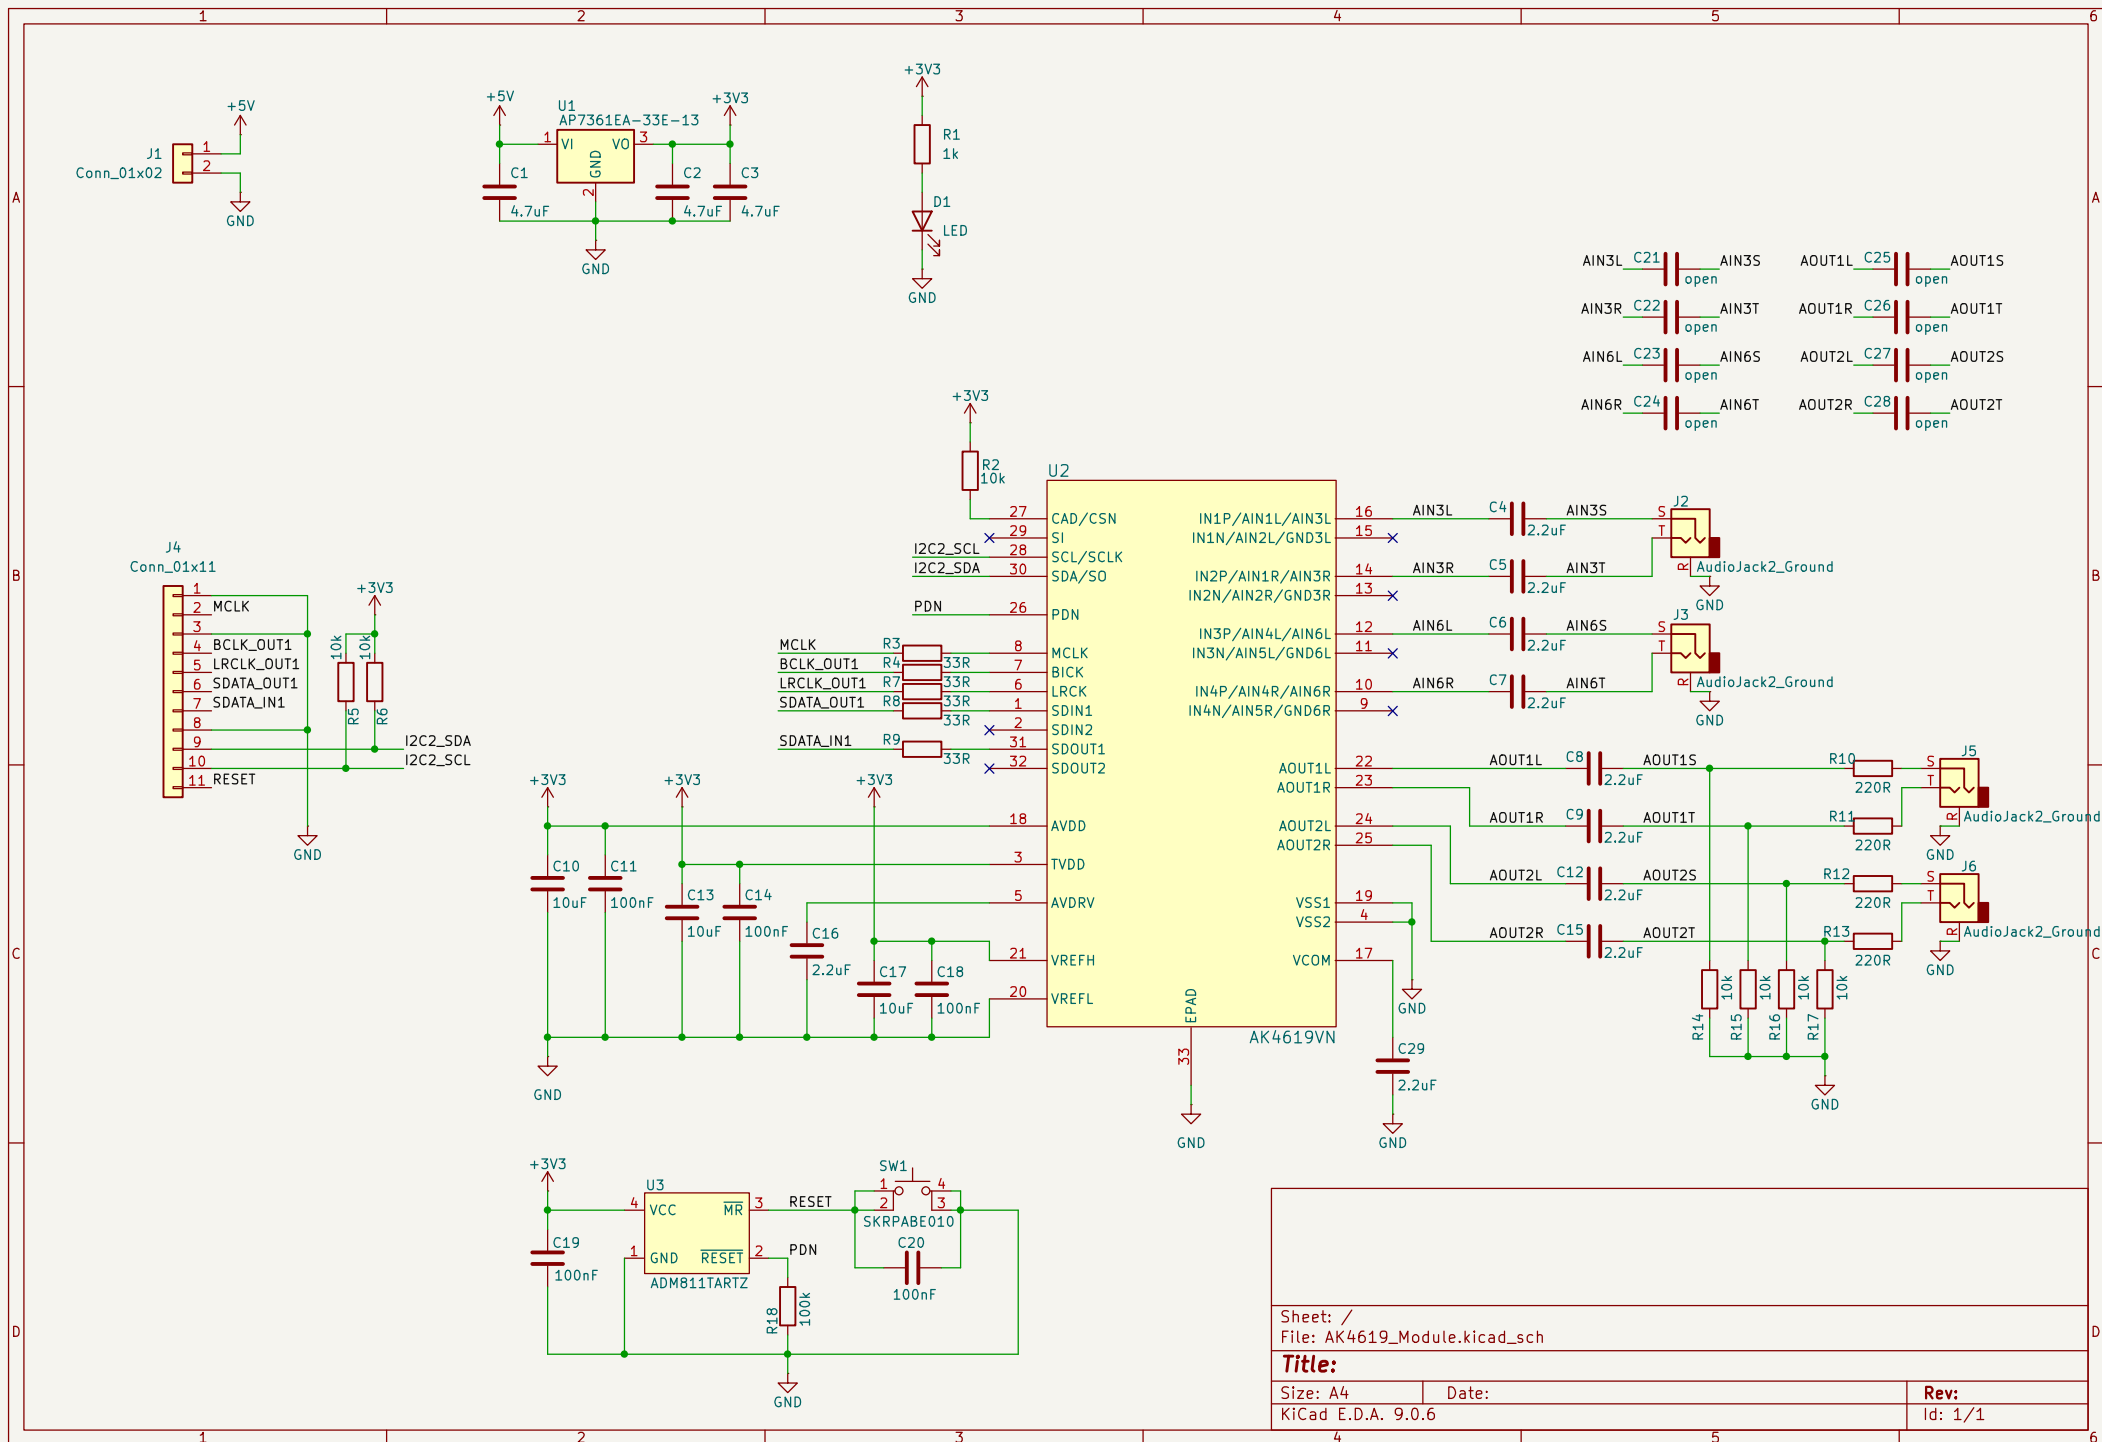 1 2 3 4 5 6
A
B
C
D
A
B
C
D
1 2 3 4 5 6
+5V
J1
Conn_01x02
1
2
GND
+5V
U1
AP7361EA-33E-13
+3V3
1 VI VO 3
GND
2
C1
4.7uF
C2
4.7uF
C3
4.7uF
GND
+3V3
R1
1k
D1
LED
GND
AIN3L C21 AIN3S
open
AIN3R C22 AIN3T
open
AIN6L C23 AIN6S
open
AIN6R C24 AIN6T
open
AOUT1L C25 AOUT1S
open
AOUT1R C26 AOUT1T
open
AOUT2L C27 AOUT2S
open
AOUT2R C28 AOUT2T
open
J4
Conn_01x11
1
2 MCLK
3
4 BCLK_OUT1
5 LRCLK_OUT1
6 SDATA_OUT1
7 SDATA_IN1
8
9 I2C2_SDA
10 I2C2_SCL
11 RESET
GND
+3V3
10k
R5
10k
R6
+3V3
R2
10k
U2
27 CAD/CSN
29 SI
I2C2_SCL 28 SCL/SCLK
I2C2_SDA 30 SDA/SO
PDN 26 PDN
MCLK R3 33R 8 MCLK
BCLK_OUT1 R4 33R 7 BICK
LRCLK_OUT1 R7 33R 6 LRCK
SDATA_OUT1 R8 33R 1 SDIN1
2 SDIN2
SDATA_IN1 R9 33R 31 SDOUT1
32 SDOUT2
18 AVDD
3 TVDD
5 AVDRV
21 VREFH
20 VREFL
EPAD
33
GND
AK4619VN
IN1P/AIN1L/AIN3L 16
IN1N/AIN2L/GND3L 15
IN2P/AIN1R/AIN3R 14
IN2N/AIN2R/GND3R 13
IN3P/AIN4L/AIN6L 12
IN3N/AIN5L/GND6L 11
IN4P/AIN4R/AIN6R 10
IN4N/AIN5R/GND6R 9
AOUT1L 22
AOUT1R 23
AOUT2L 24
AOUT2R 25
VSS1 19
VSS2 4
VCOM 17
GND
C29
2.2uF
GND
+3V3
+3V3
+3V3
C10
10uF
C11
100nF
C13
10uF
C14
100nF
C16
2.2uF
C17
10uF
C18
100nF
GND
AIN3L C4 AIN3S
2.2uF
AIN3R C5 AIN3T
2.2uF
AIN6L C6 AIN6S
2.2uF
AIN6R C7 AIN6T
2.2uF
J2
S
T
R
AudioJack2_Ground
GND
J3
S
T
R
AudioJack2_Ground
GND
AOUT1L C8 AOUT1S R10
2.2uF 220R
AOUT1R C9 AOUT1T R11
2.2uF 220R
AOUT2L C12 AOUT2S R12
2.2uF 220R
AOUT2R C15 AOUT2T R13
2.2uF 220R
J5
S
T
R
AudioJack2_Ground
GND
J6
S
T
R
AudioJack2_Ground
GND
10k 10k 10k 10k
R14 R15 R16 R17
GND
+3V3
U3
4 VCC MR 3 RESET
1 GND RESET 2 PDN
ADM811TARTZ
C19
100nF
R18
100k
GND
SW1
1 4
2 3
SKRPABE010
C20
100nF
Sheet: /
File: AK4619_Module.kicad_sch
Title:
Size: A4 Date: Rev:
KiCad E.D.A. 9.0.6 Id: 1/1